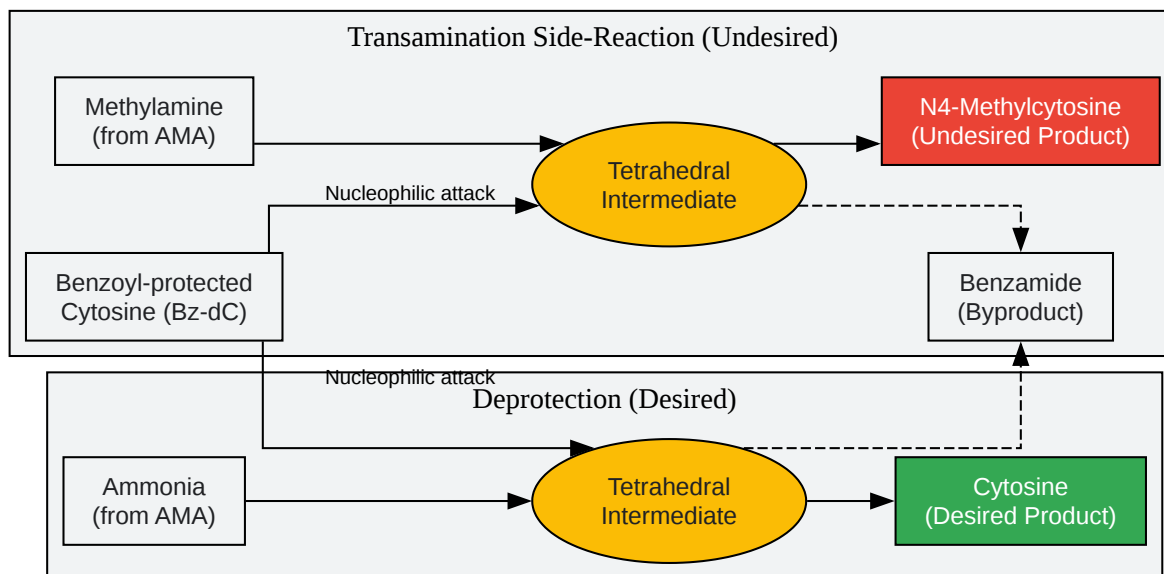 Transamination Side-Reaction (Undesired)
Methylamine
(from AMA)
N4-Methylcytosine
(Undesired Product)
Tetrahedral
Intermediate
Nucleophilic attack
Benzoyl-protected
Cytosine (Bz-dC)
Benzamide
(Byproduct)
Nucleophilic attack
Deprotection (Desired)
Ammonia
(from AMA)
Tetrahedral
Intermediate
Cytosine
(Desired Product)